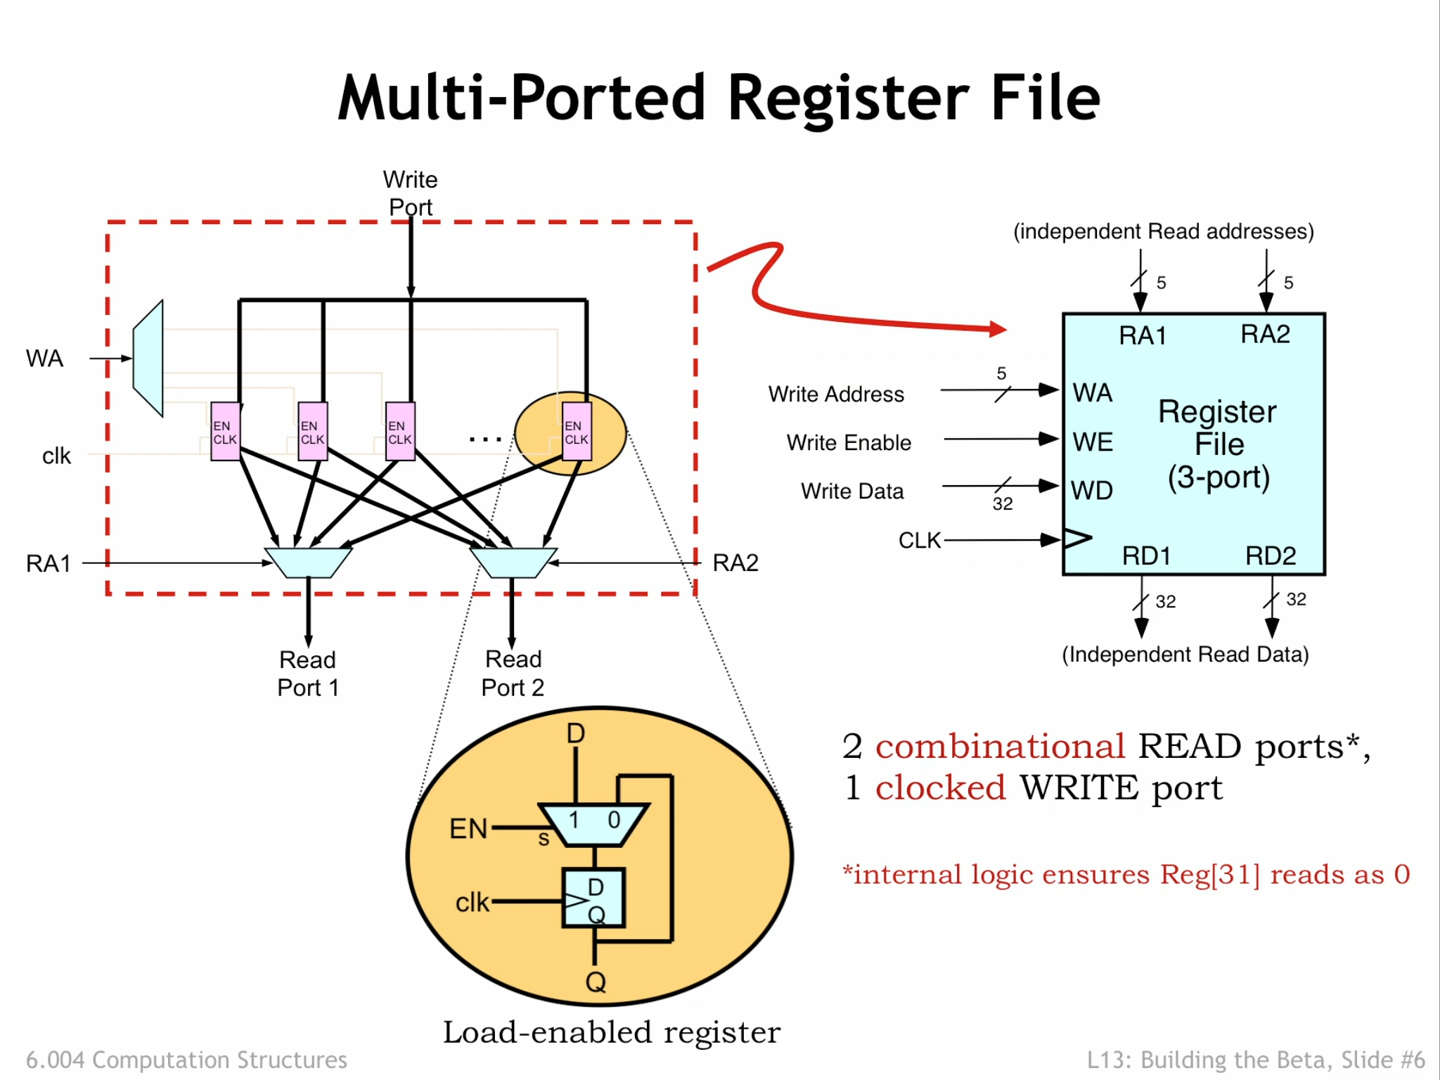 Multi-Ported Register File
Write
Port
WA
clk
EN
CLK
EN
CLK
EN
CLK
...
EN
CLK
RA1
RA2
Read
Port 1
Read
Port 2
(independent Read addresses)
5
5
RA1
RA2
Write Address
5
WA
Write Enable
WE
Write Data
32
WD
CLK
Register
File
(3-port)
RD1
RD2
32
32
(Independent Read Data)
D
EN
s
1
0
clk
D
Q
Q
Load-enabled register
2 combinational READ ports*,
1 clocked WRITE port
*internal logic ensures Reg[31] reads as 0
6.004 Computation Structures
L13: Building the Beta, Slide #6